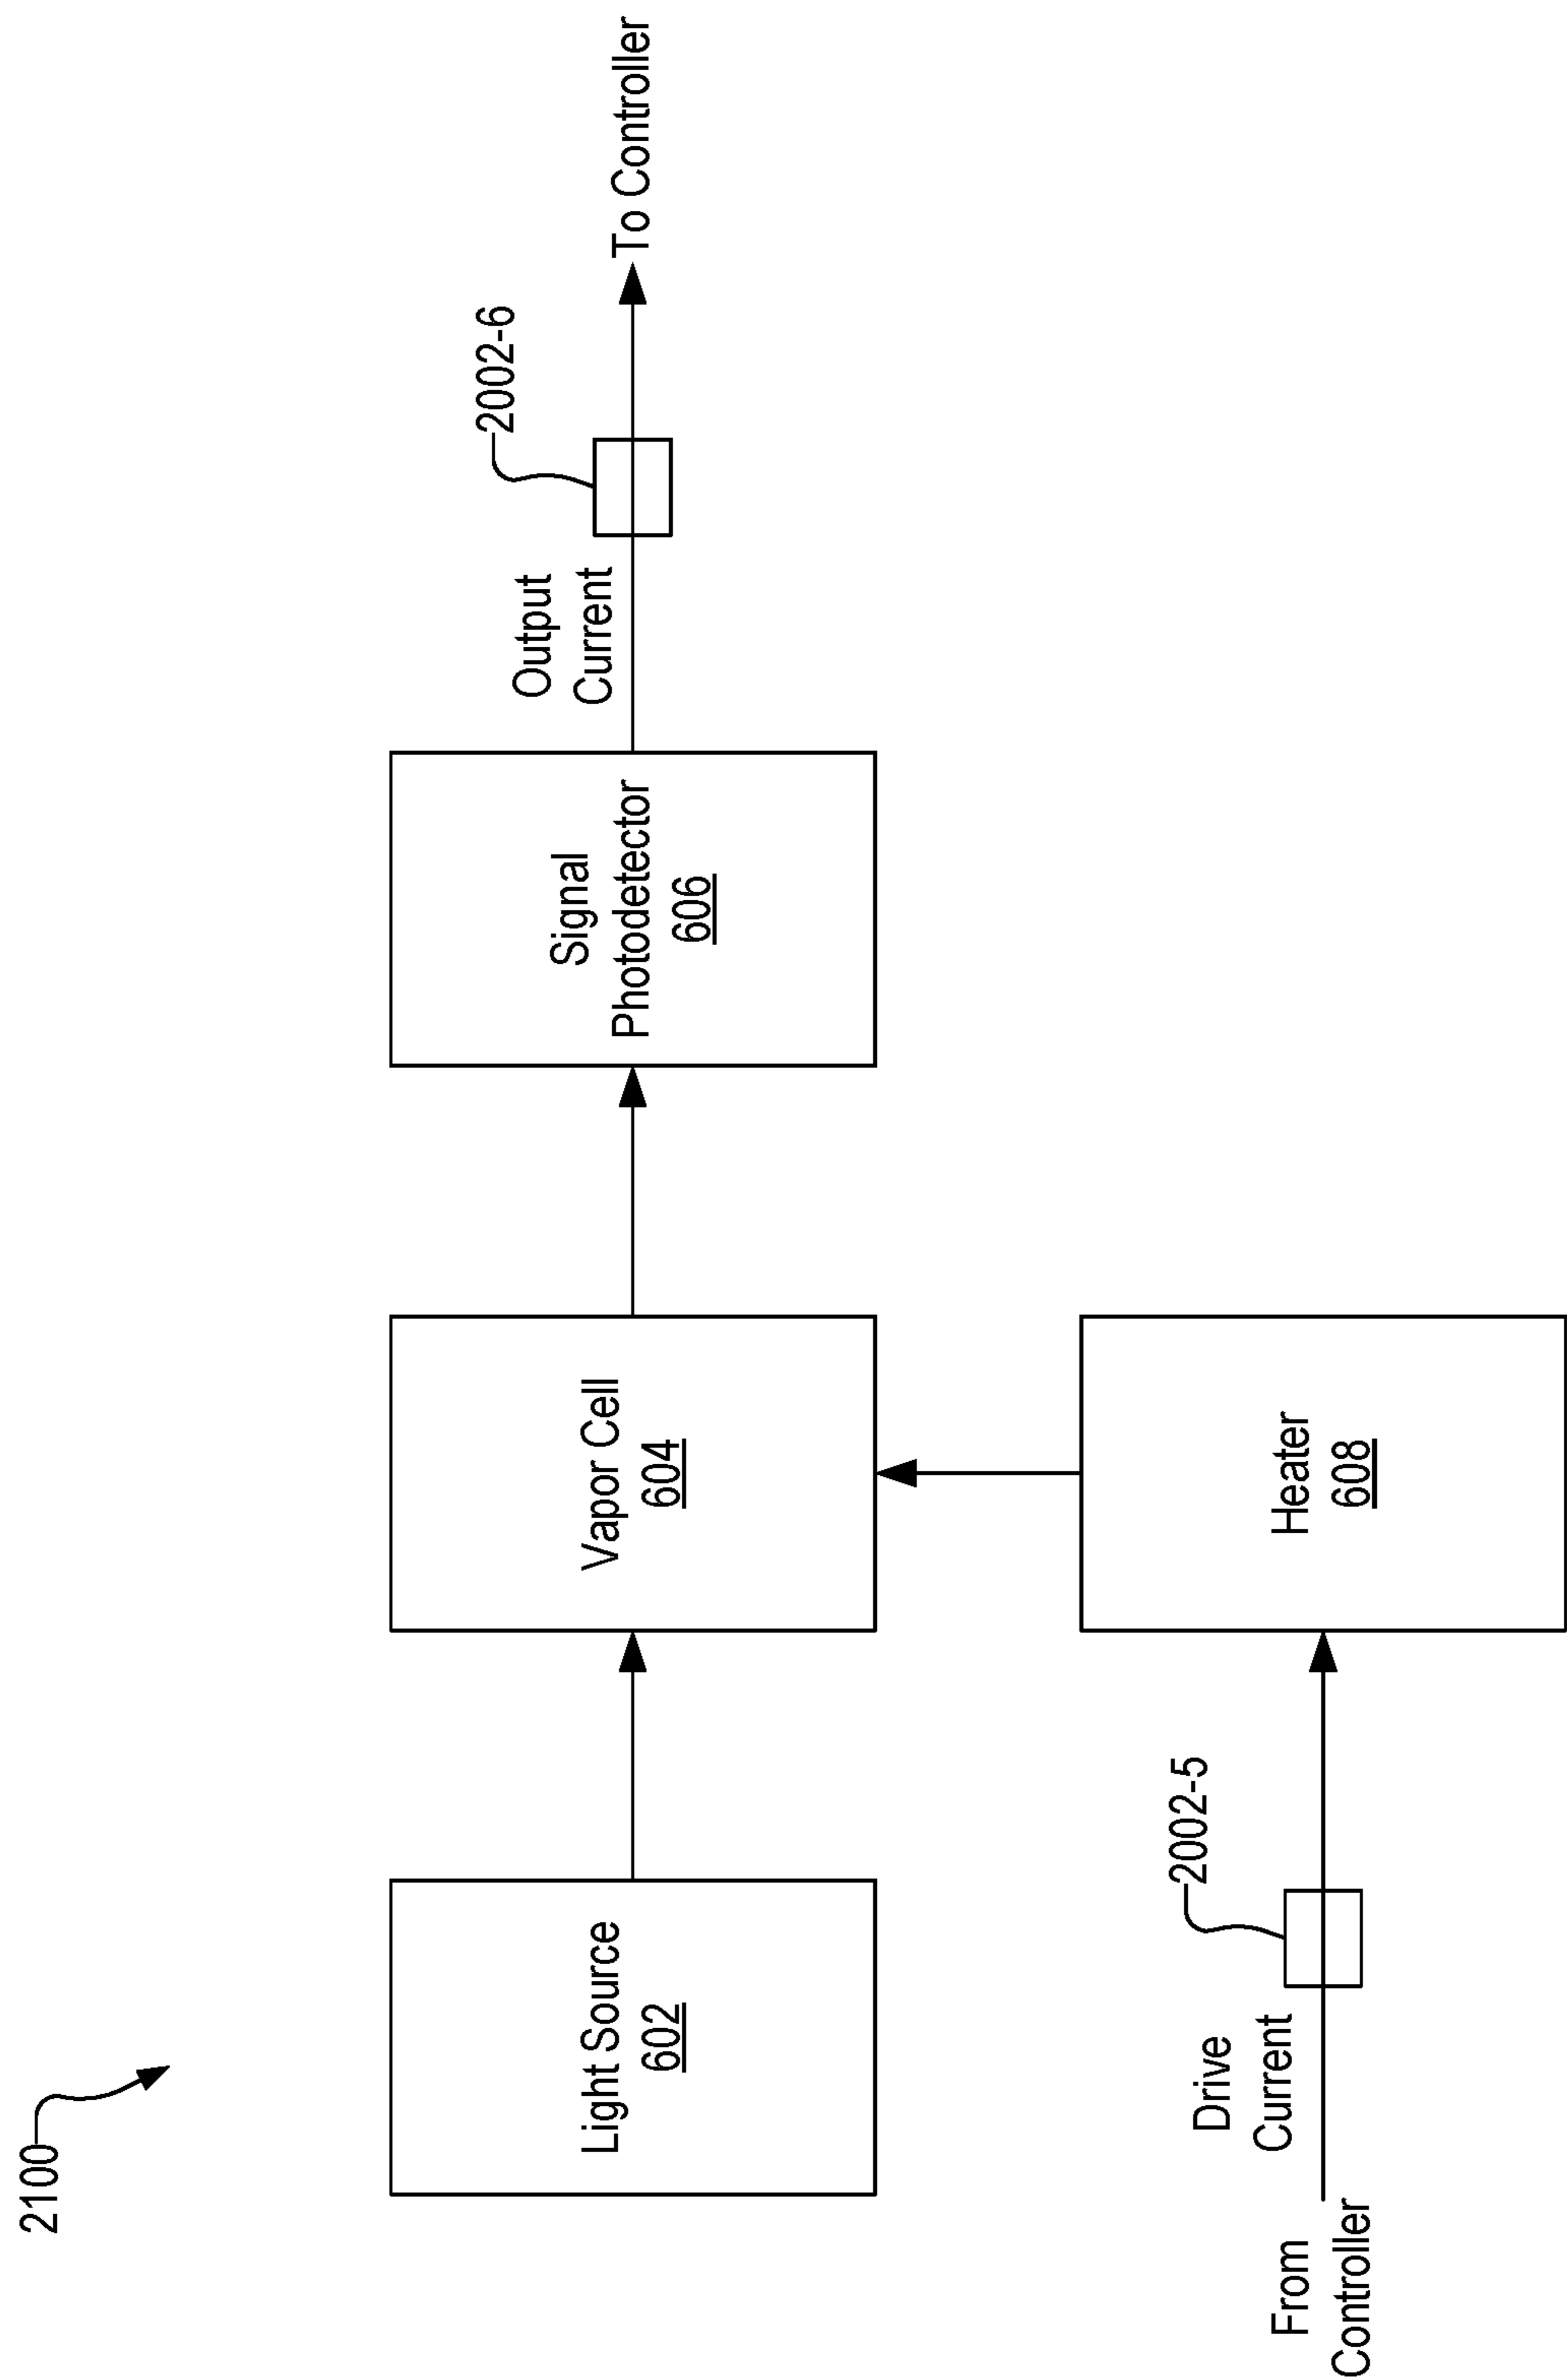 2100
Light Source
602
Vapor Cell
604
Signal
Photodetector
606
Output
Current
2002-6
To Controller
From
Controller
Drive
Current
2002-5
Heater
608